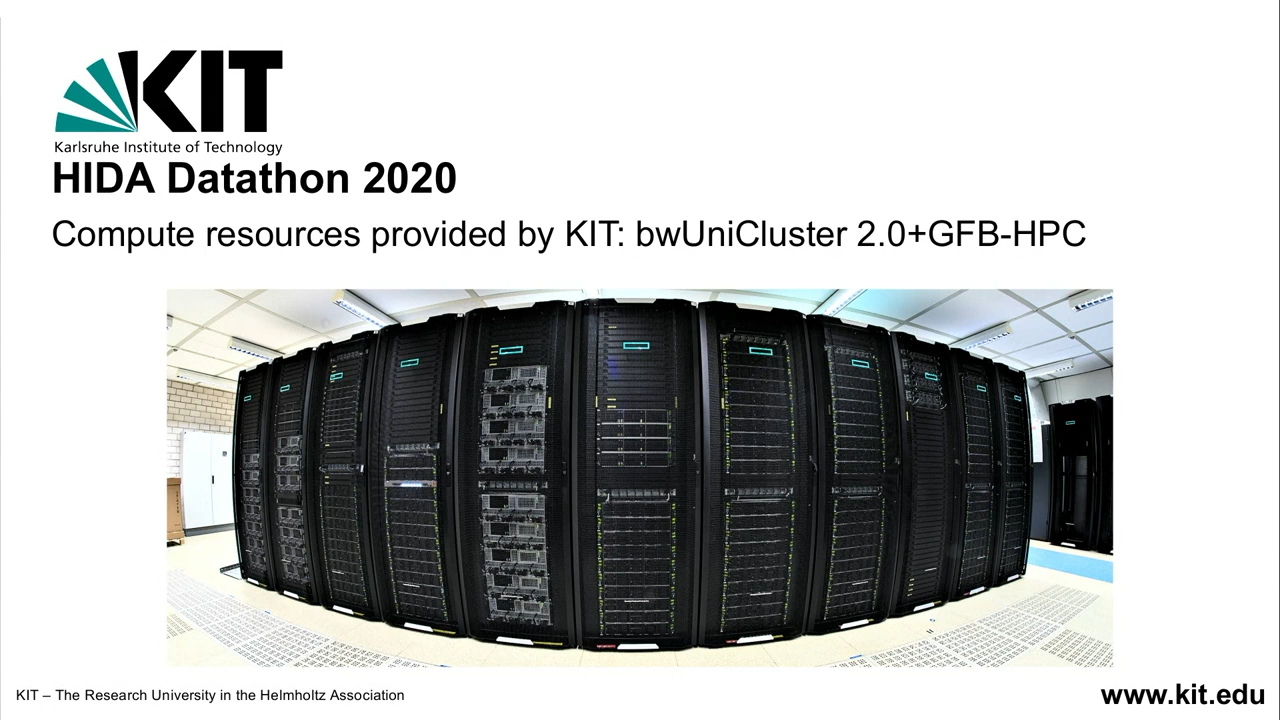 KIT
Karlsruhe Institute of Technology
HIDA Datathon 2020
Compute resources provided by KIT: bwUniCluster 2.0+GFB-HPC
KIT – The Research University in the Helmholtz Association
www.kit.edu